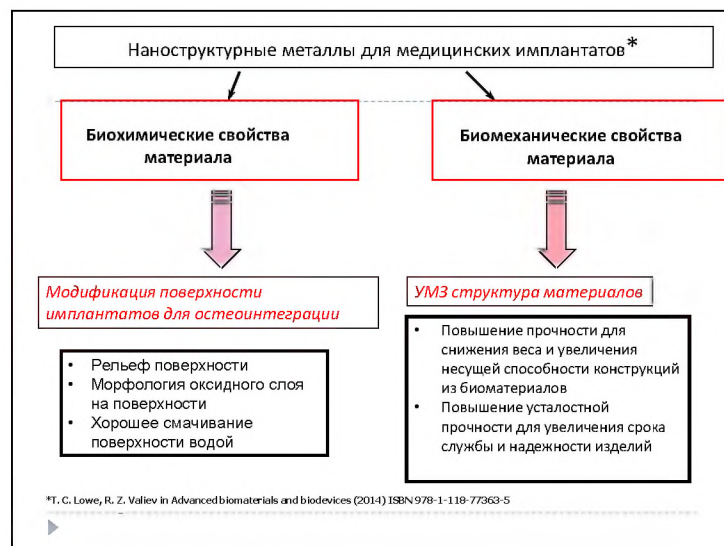 Наноструктурные металлы для медицинских имплантатов*
Биохимические свойства
материала
Биомеханические свойства
материала
Модификация поверхности
имплантатов для остеоинтеграции
УМЗ структура материалов
• Рельеф поверхности
• Морфология оксидного слоя
на поверхности
• Хорошее смачивание
поверхности водой
• Повышение прочности для
снижения веса и увеличения
несущей способности конструкций
из биоматериалов
• Повышение усталостной
прочности для увеличения срока
службы и надежности изделий
*T. C. Lowe, R. Z. Valiev in Advanced biomaterials and biodevices (2014) ISBN 978-1-118-77363-5